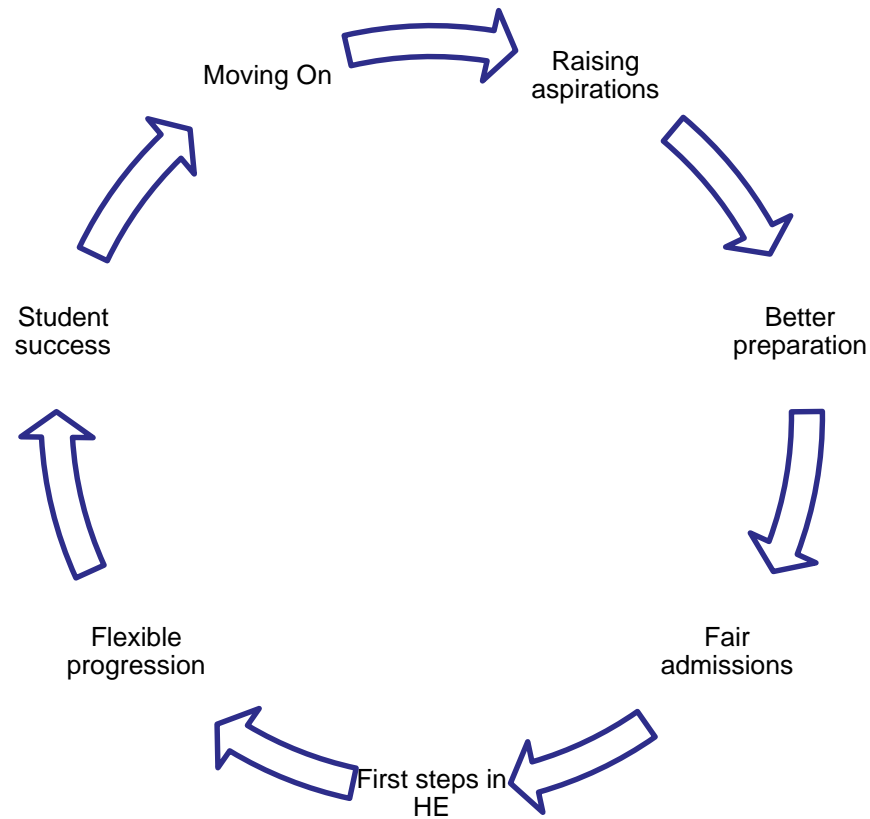 Moving On
Raising
aspirations
Better
preparation
Fair
admissions
First steps in
HE
Flexible
progression
Student
success